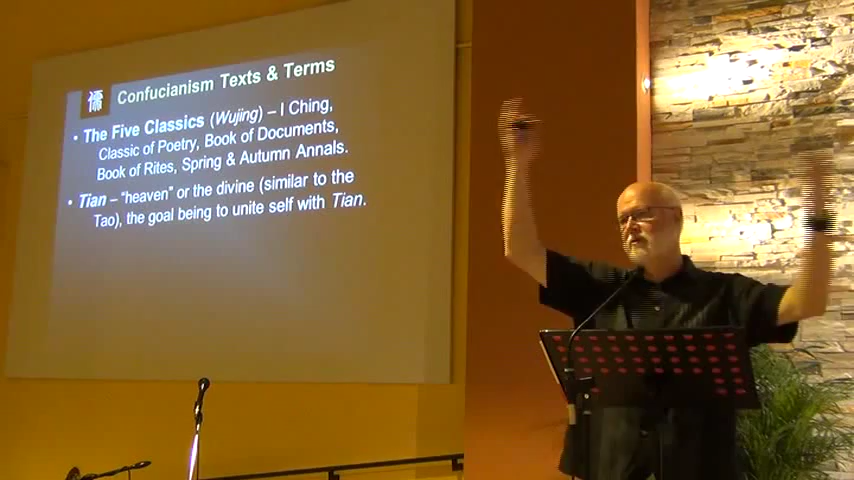 儒 Confucianism Texts & Terms
• The Five Classics (Wujing) – I Ching,
Classic of Poetry, Book of Documents,
Book of Rites, Spring & Autumn Annals.
• Tian – “heaven” or the divine (similar to the
Tao), the goal being to unite self with Tian.